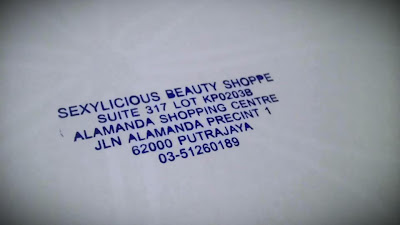 SEXYLICIOUS BEAUTY SHOPPE
SUITE 317 LOT KP0203B
ALAMANDA SHOPPING CENTRE
JLN ALAMANDA PRECINT 1
62000 PUTRAJAYA
03-51260189